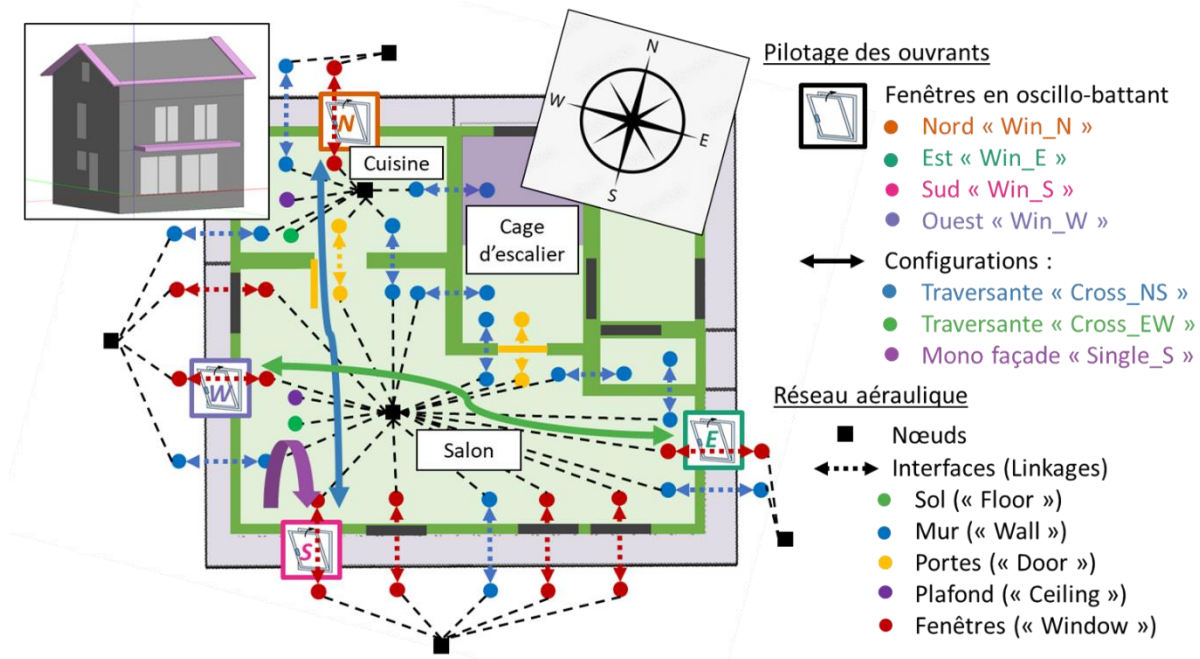 N
W
E
S
N
Cuisine
Cage
d'escalier
W
E
Salon
S
Pilotage des ouvrants
Fenêtres en oscillo-battant
Nord « Win_N »
Est « Win_E »
Sud « Win_S »
Ouest « Win_W »
Configurations :
Traversante « Cross_NS »
Traversante « Cross_EW »
Mono façade « Single_S »
Réseau aéraulique
Nœuds
Interfaces (Linkages)
Sol (« Floor »)
Mur (« Wall »)
Portes (« Door »)
Plafond (« Ceiling »)
Fenêtres (« Window »)